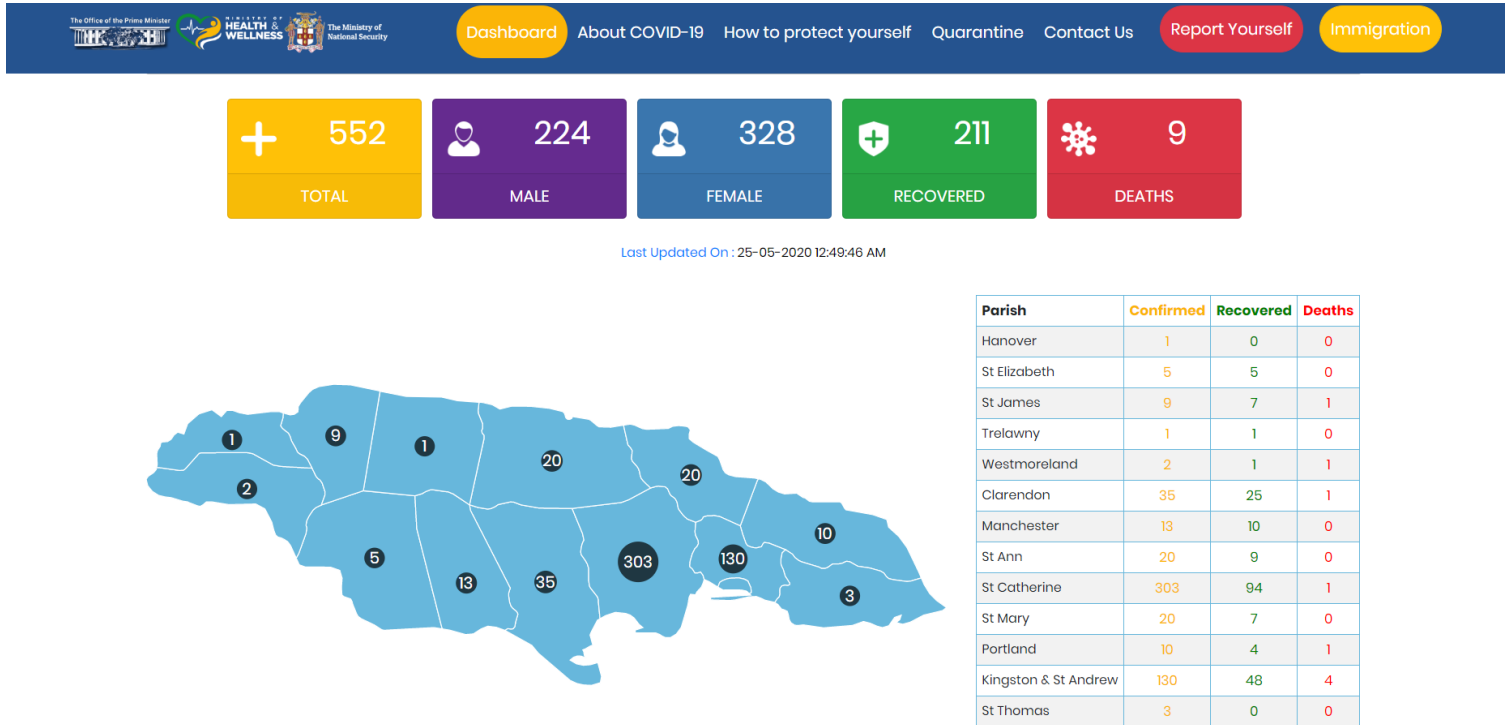 The Office of the Prime Minister
MINISTRY OF
HEALTH &
WELLNESS
The Ministry of
National Security
Dashboard About COVID-19 How to protect yourself Quarantine Contact Us Report Yourself Immigration
552 224 328 211 9
TOTAL MALE FEMALE RECOVERED DEATHS
Last Updated On : 25-05-2020 12:49:46 AM
1
9
1
20
20
2
10
5
13
35
303
130
3
Parish Confirmed Recovered Deaths
Hanover 1 0 0
St Elizabeth 5 5 0
St James 9 7 1
Trelawny 1 1 0
Westmoreland 2 1 1
Clarendon 35 25 1
Manchester 13 10 0
St Ann 20 9 0
St Catherine 303 94 1
St Mary 20 7 0
Portland 10 4 1
Kingston & St Andrew 130 48 4
St Thomas 3 0 0